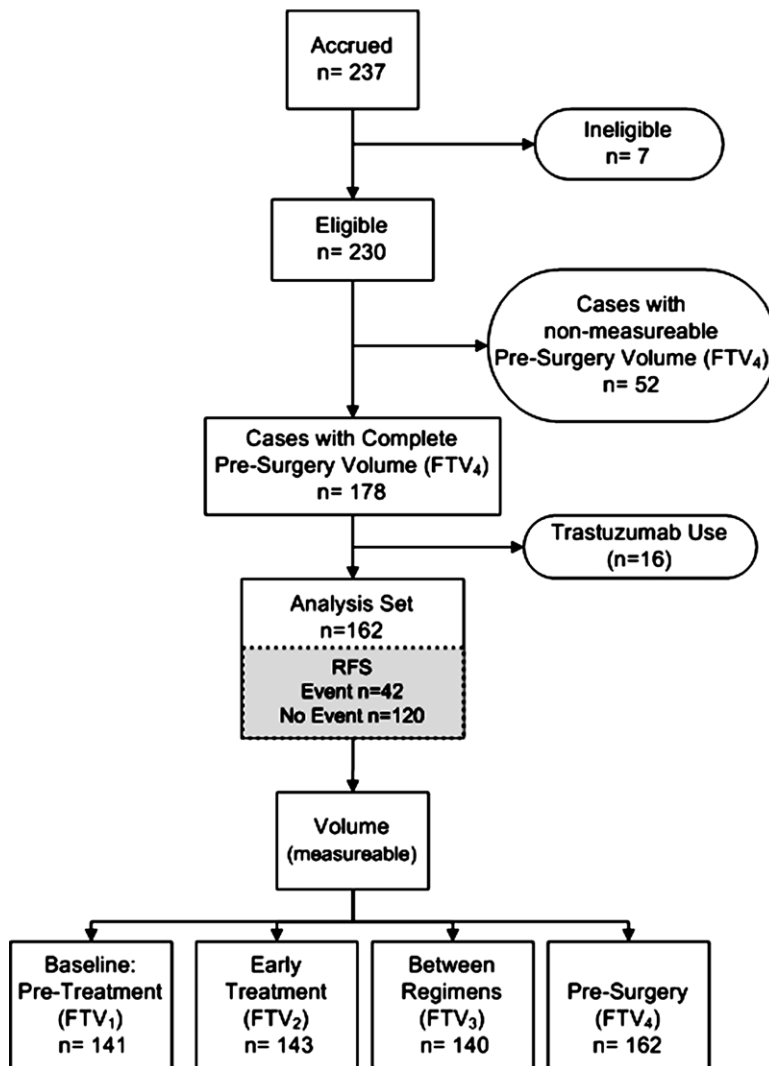 Accrued
n= 237
Ineligible
n= 7
Eligible
n= 230
Cases with
non-measureable
Pre-Surgery Volume (FTV₄)
n= 52
Cases with Complete
Pre-Surgery Volume (FTV₄)
n= 178
Trastuzumab Use
(n=16)
Analysis Set
n=162
RFS
Event n=42
No Event n=120
Volume
(measureable)
Baseline:
Pre-Treatment
(FTV₁)
n= 141
Early
Treatment
(FTV₂)
n= 143
Between
Regimens
(FTV₃)
n= 140
Pre-Surgery
(FTV₄)
n= 162